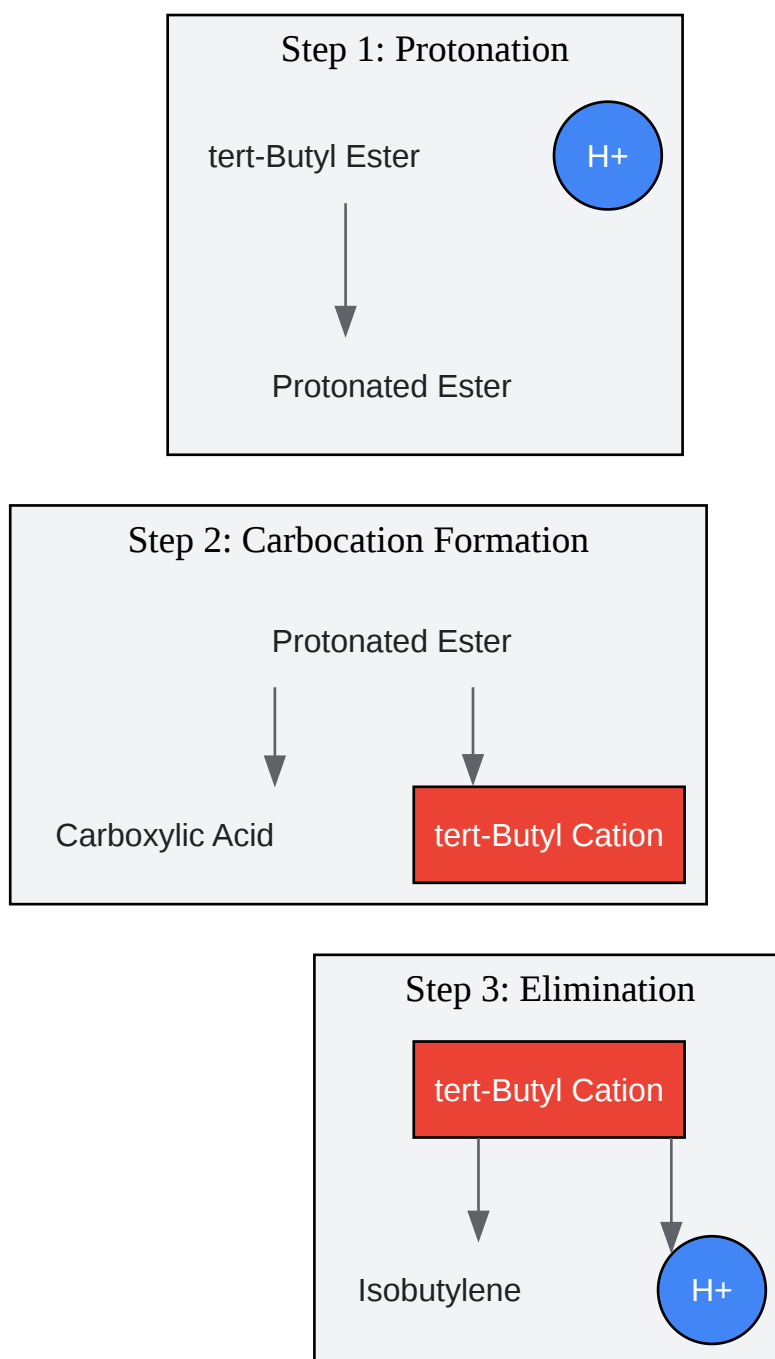 Step 1: Protonation
tert-Butyl Ester
H+
Protonated Ester
Step 2: Carbocation Formation
Protonated Ester
Carboxylic Acid
tert-Butyl Cation
Step 3: Elimination
tert-Butyl Cation
Isobutylene
H+